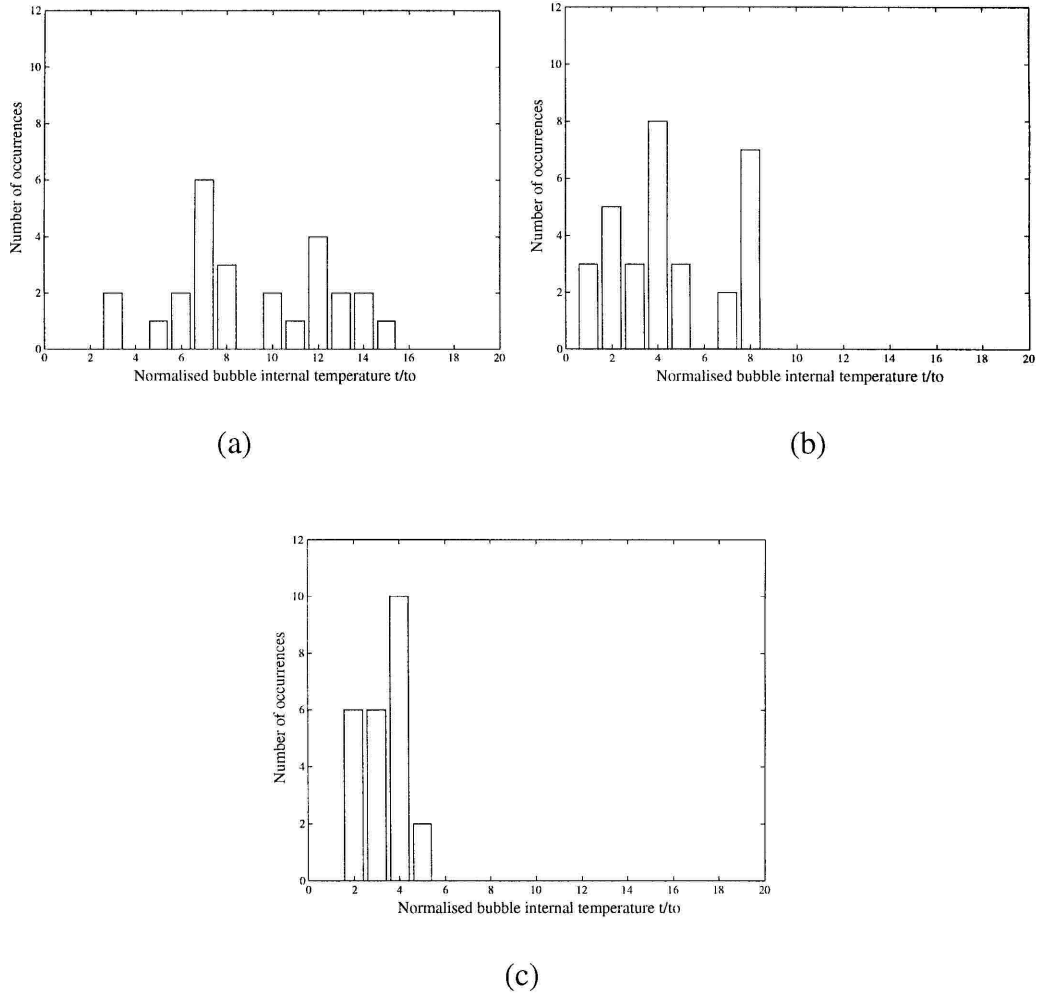 12
10
8
6
4
2
0
Number of occurrences
0 2 4 6 8 10 12 14 16 18 20
Normalised bubble internal temperature t/to
(a)
12
10
8
6
4
2
0
Number of occurrences
0 2 4 6 8 10 12 14 16 18 20
Normalised bubble internal temperature t/to
(b)
12
10
8
6
4
2
0
Number of occurrences
0 2 4 6 8 10 12 14 16 18 20
Normalised bubble internal temperature t/to
(c)